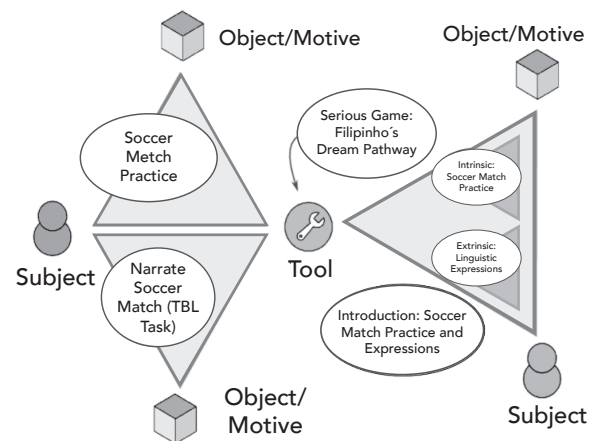 Object/Motive
Object/Motive
Serious Game:
Filipinho´s
Dream Pathway
Soccer
Metch
Practice
Intrinsic:
Soccer Match
Practice
Subject
Narrate
Soccer
Match (TBL
Task)
Tool
Extrinsic:
Linguistic
Expressions
Introduction: Soccer
Match Practice and
Expressions
Object/
Motive
Subject